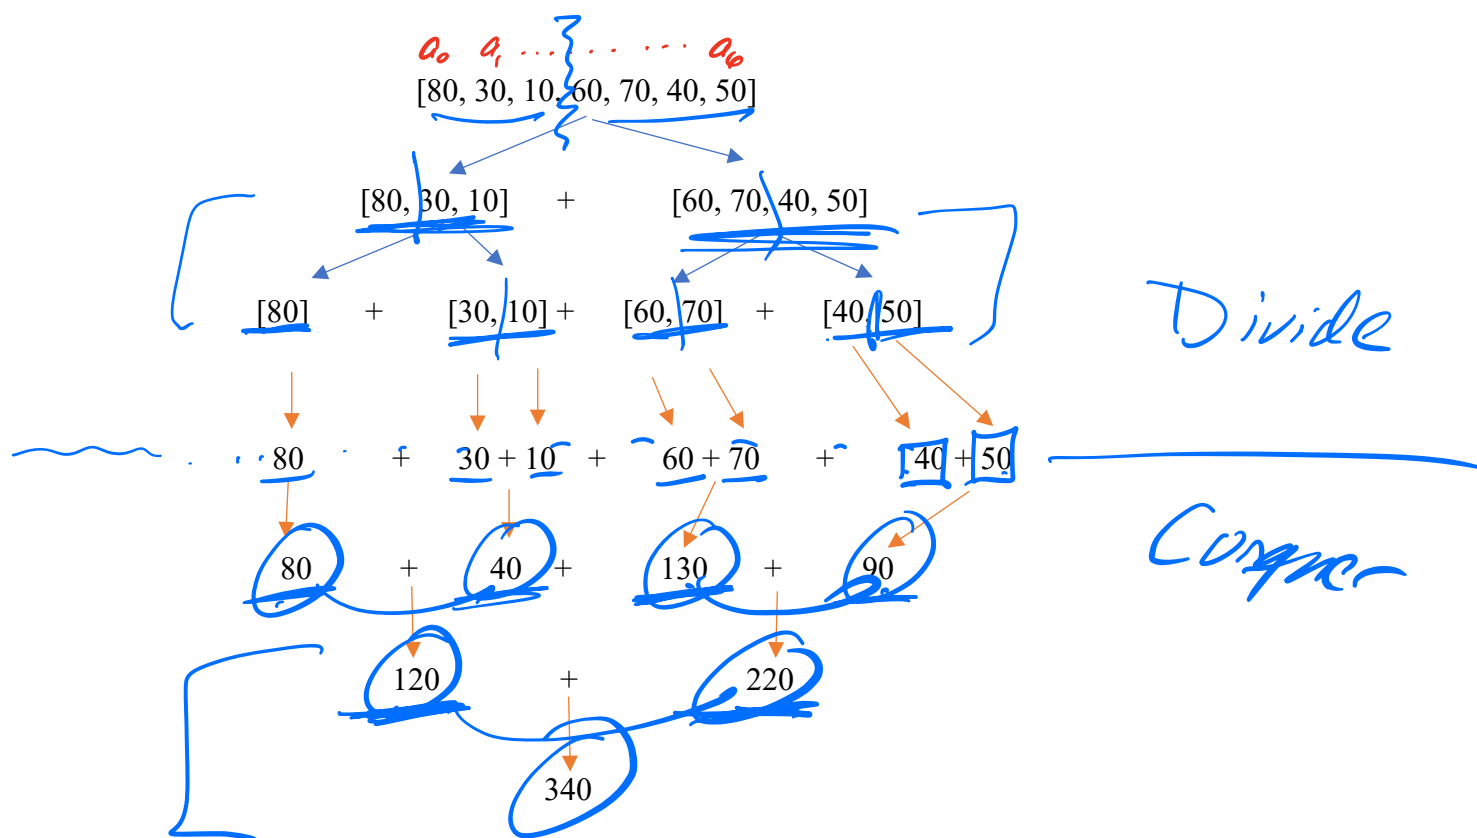 a₀ a₁ ........ a₆
[80, 30, 10, 60, 70, 40, 50]
[80, 30, 10] + [60, 70, 40, 50]
[80] + [30, 10] + [60, 70] + [40, 50]
Divide
80 + 30 + 10 + 60 + 70 + 40 + 50
Conquer
80 + 40 + 130 + 90
120 + 220
340